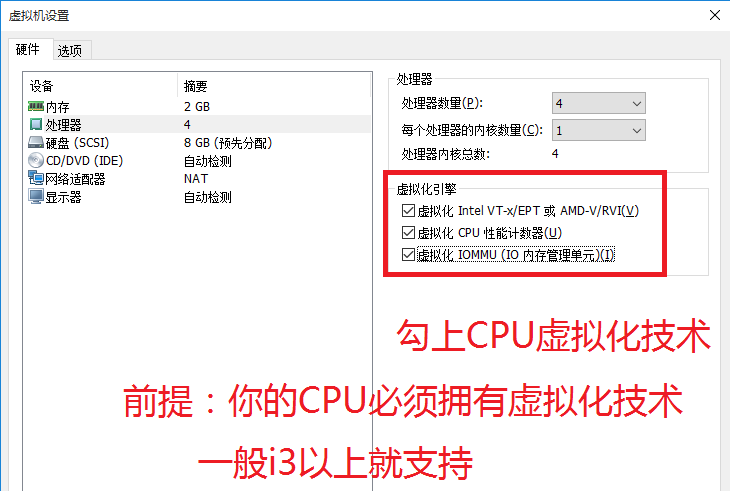 虚拟机设置
硬件 选项
设备 摘要
内存 2 GB
处理器 4
硬盘 (SCSI) 8 GB (预先分配)
CD/DVD (IDE) 自动检测
网络适配器 NAT
显示器 自动检测
处理器
处理器数量(P): 4
每个处理器的内核数量(C): 1
处理器内核总数: 4
虚拟化引擎
虚拟化 Intel VT-x/EPT 或 AMD-V/RVI(V)
虚拟化 CPU 性能计数器(U)
虚拟化 IOMMU (IO 内存管理单元)(I)
勾上CPU虚拟化技术
前提：你的CPU必须拥有虚拟化技术
一般i3以上就支持